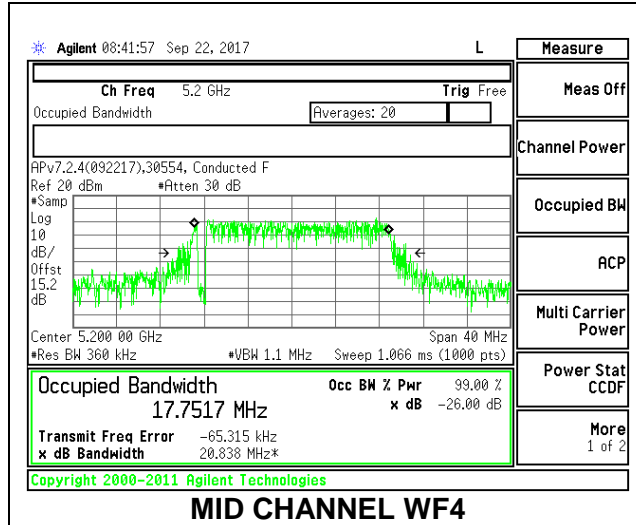 Agilent 08:41:57 Sep 22, 2017 L Measure
Ch Freq 5.2 GHz Trig Free
Meas Off
Occupied Bandwidth Averages: 20
Channel Power
APv7.2.4(092217),30554, Conducted F
Ref 20 dBm #Atten 30 dB
#Samp
Log
10
dB/
Offst
15.2
dB
Occupied BW
ACP
Center 5.200 00 GHz Span 40 MHz
#Res BW 360 kHz #VBW 1.1 MHz Sweep 1.066 ms (1000 pts)
Multi Carrier
Power
Occupied Bandwidth Occ BW % Pwr 99.00 %
17.7517 MHz x dB -26.00 dB
Power Stat
CCDF
Transmit Freq Error -65.315 kHz
x dB Bandwidth 20.838 MHz*
More
1 of 2
Copyright 2000-2011 Agilent Technologies
MID CHANNEL WF4